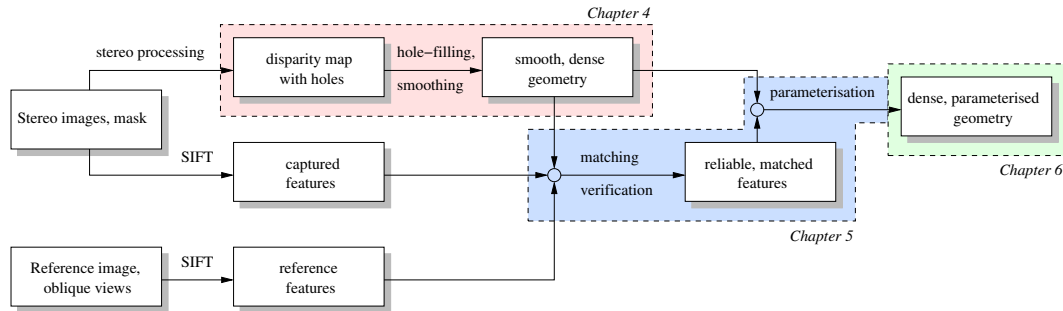 Chapter 4
stereo processing
disparity map
with holes
hole−filling,
smoothing
smooth, dense
geometry
Stereo images, mask
parameterisation
dense, parameterised
geometry
SIFT
captured
features
matching
verification
reliable, matched
features
Chapter 6
Chapter 5
Reference image,
oblique views
SIFT
reference
features